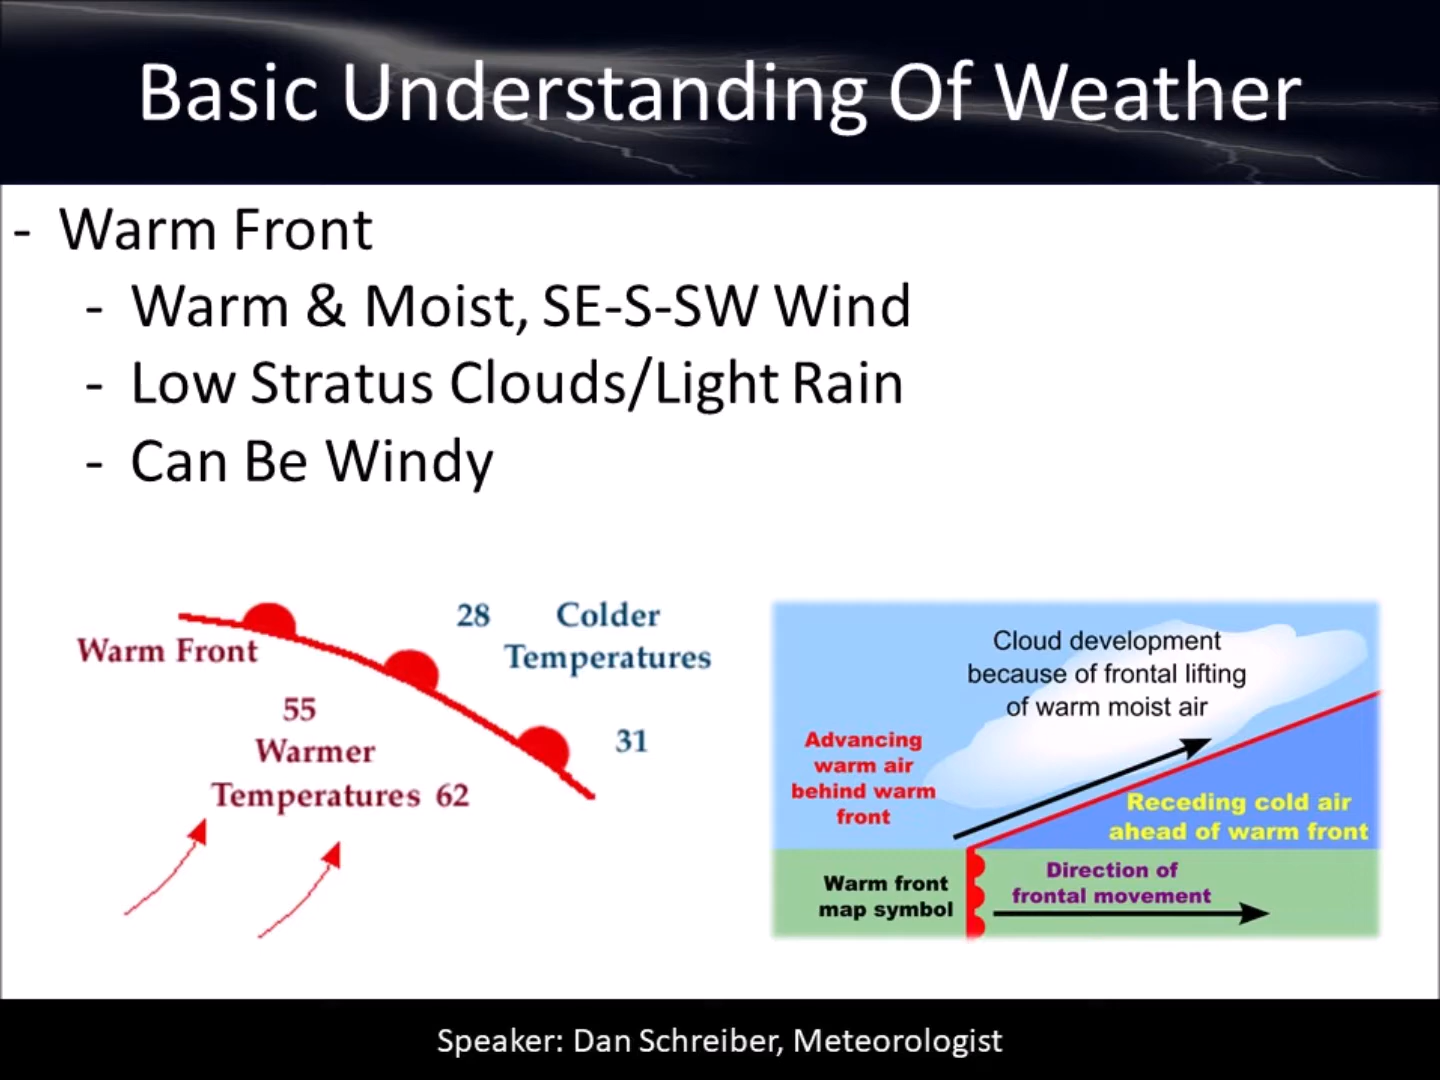 Basic Understanding Of Weather
- Warm Front
- Warm & Moist, SE-S-SW Wind
- Low Stratus Clouds/Light Rain
- Can Be Windy
Warm Front
28
Colder
Temperatures
55
Warmer
Temperatures 62
31
Cloud development
because of frontal lifting
of warm moist air
Advancing
warm air
behind warm
front
Receding cold air
ahead of warm front
Warm front
map symbol
Direction of
frontal movement
Speaker: Dan Schreiber, Meteorologist